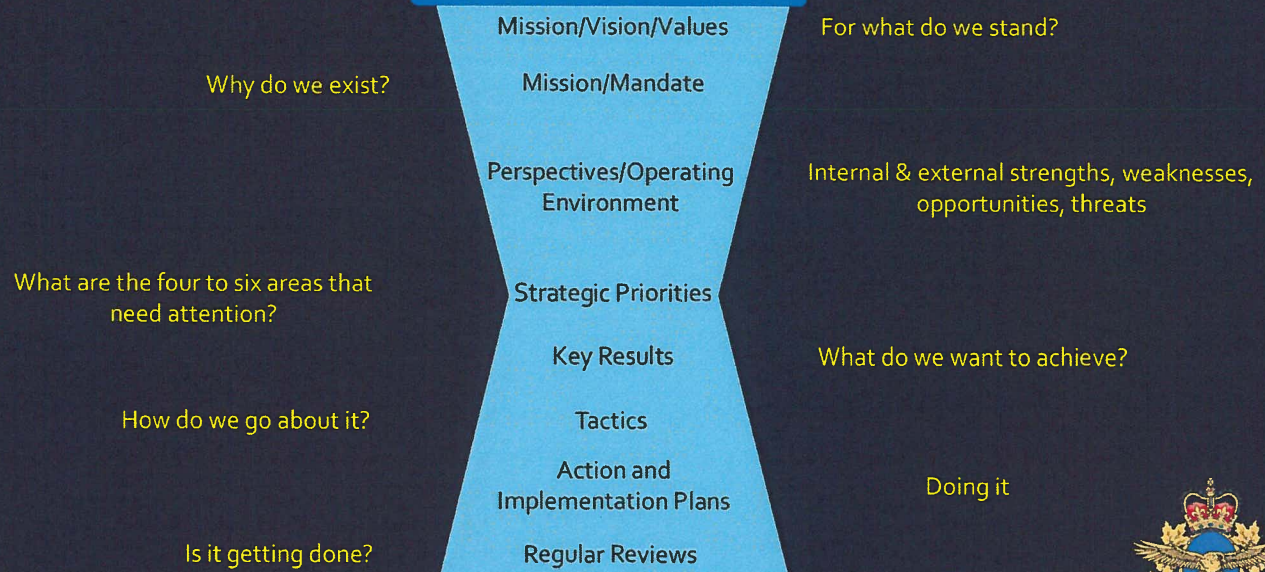 Mission/Vision/Values
For what do we stand?
Why do we exist?
Mission/Mandate
Perspectives/Operating
Environment
Internal & external strengths, weaknesses,
opportunities, threats
What are the four to six areas that
need attention?
Strategic Priorities
Key Results
What do we want to achieve?
How do we go about it?
Tactics
Action and
Implementation Plans
Doing it
Is it getting done?
Regular Reviews